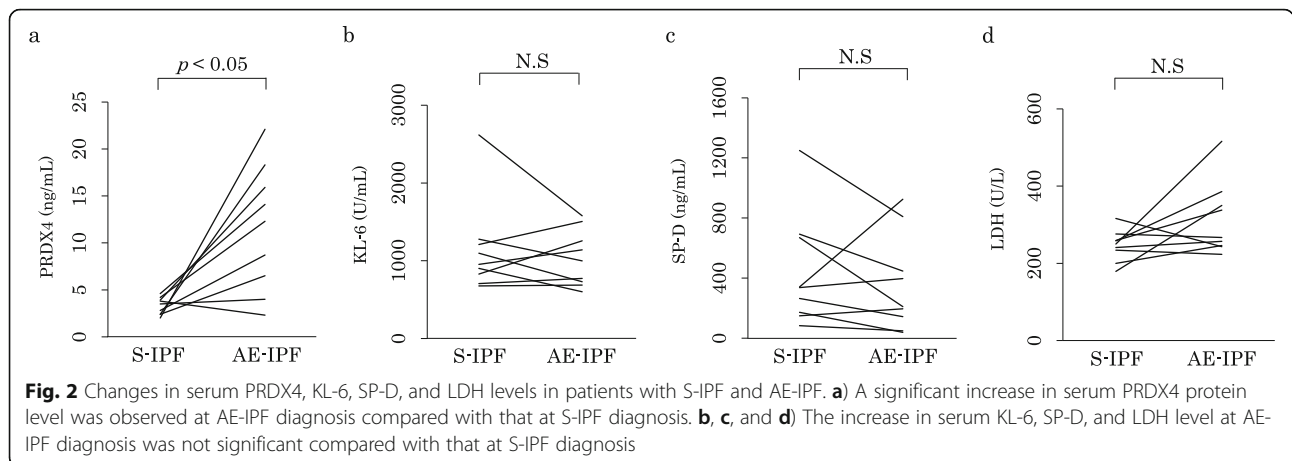 a
p < 0.05
25
20
15
10
5
0
PRDX4 (ng/mL)
S-IPF AE-IPF
b
N.S
3000
2000
1000
0
KL-6 (U/mL)
S-IPF AE-IPF
c
N.S
1600
1200
800
400
0
SP-D (ng/mL)
S-IPF AE-IPF
d
N.S
600
400
200
0
LDH (U/L)
S-IPF AE-IPF
Fig. 2 Changes in serum PRDX4, KL-6, SP-D, and LDH levels in patients with S-IPF and AE-IPF. a) A significant increase in serum PRDX4 protein
level was observed at AE-IPF diagnosis compared with that at S-IPF diagnosis. b, c, and d) The increase in serum KL-6, SP-D, and LDH level at AE-
IPF diagnosis was not significant compared with that at S-IPF diagnosis